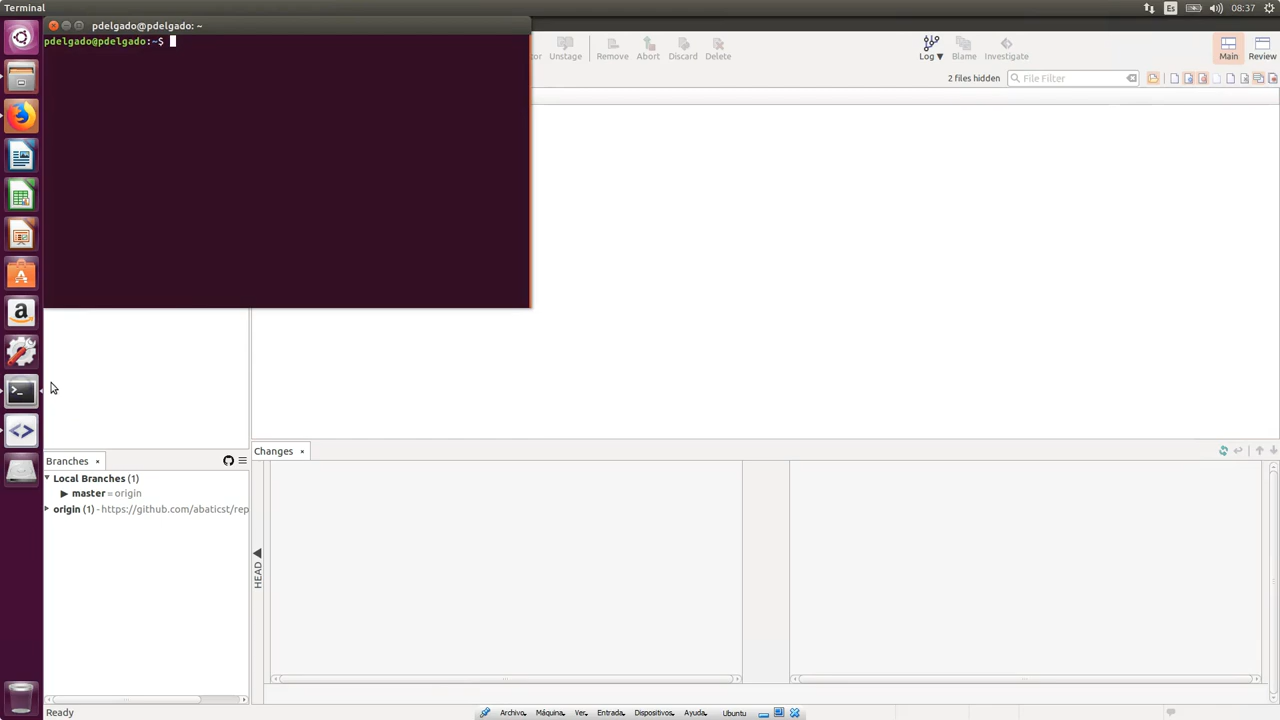 Terminal
Es
08:37
pdelgado@pdelgado: ~
pdelgado@pdelgado:~$
Unstage
Remove
Abort
Discard
Delete
Log ▼
Blame
Investigate
Main
Review
2 files hidden
File Filter
Changes
Branches
Local Branches (1)
master = origin
origin (1) - https://github.com/abaticst/rep
HEAD
Ready
Archivo
Máquina
Ver
Entrada
Dispositivos
Ayuda
Ubuntu